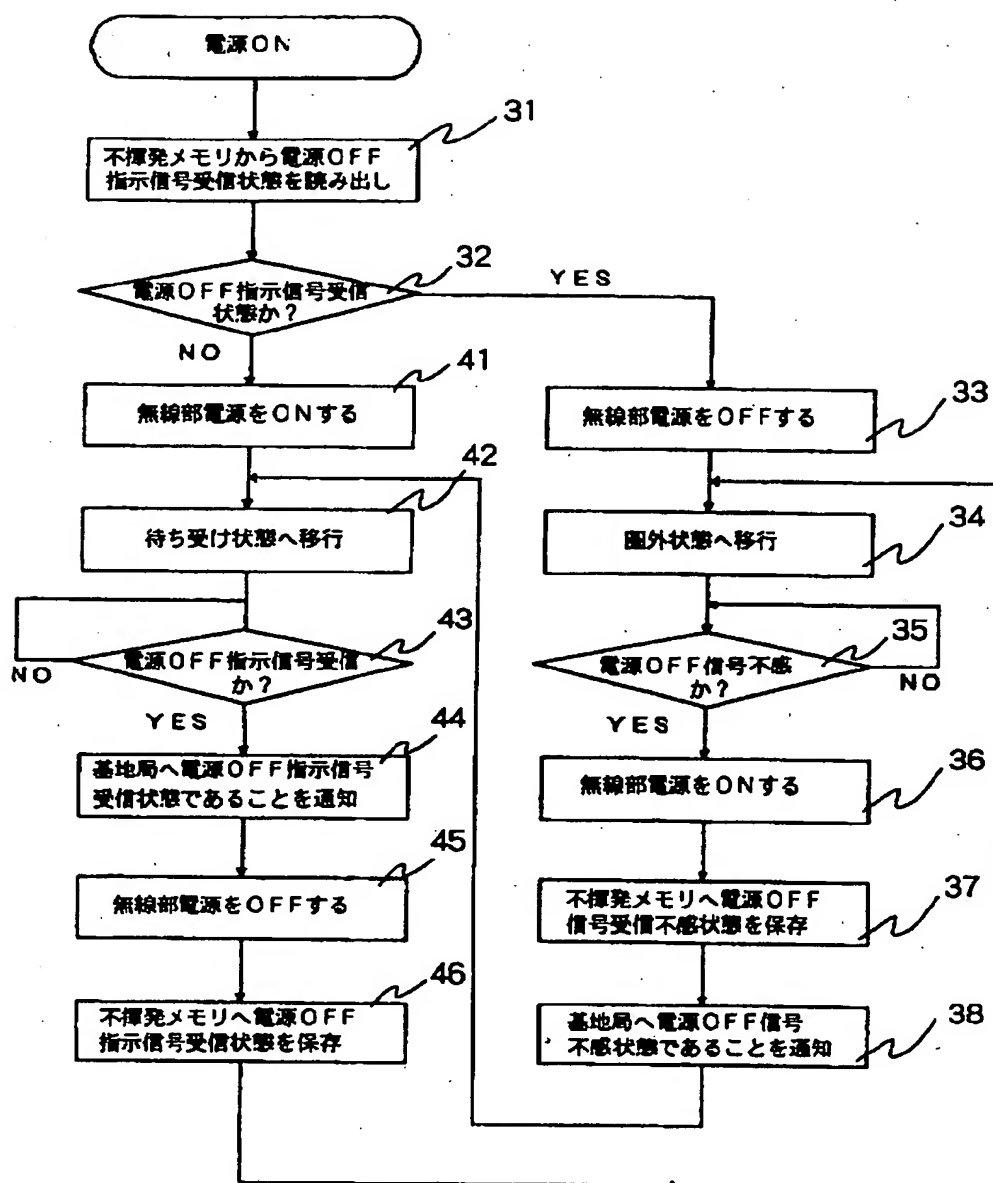 電源ON
31
不揮発メモリから電源OFF
指示信号受信状態を読み出し
32
電源OFF指示信号受信
状態か？
YES
NO
41
無線部電源をONする
33
無線部電源をOFFする
42
待ち受け状態へ移行
34
圏外状態へ移行
43
電源OFF指示信号受信
か？
NO
YES
35
電源OFF信号不感
か？
NO
YES
44
基地局へ電源OFF指示信号
受信状態であることを通知
36
無線部電源をONする
45
無線部電源をOFFする
37
不揮発メモリへ電源OFF
信号受信不感状態を保存
46
不揮発メモリへ電源OFF
指示信号受信状態を保存
38
基地局へ電源OFF信号
不感状態であることを通知